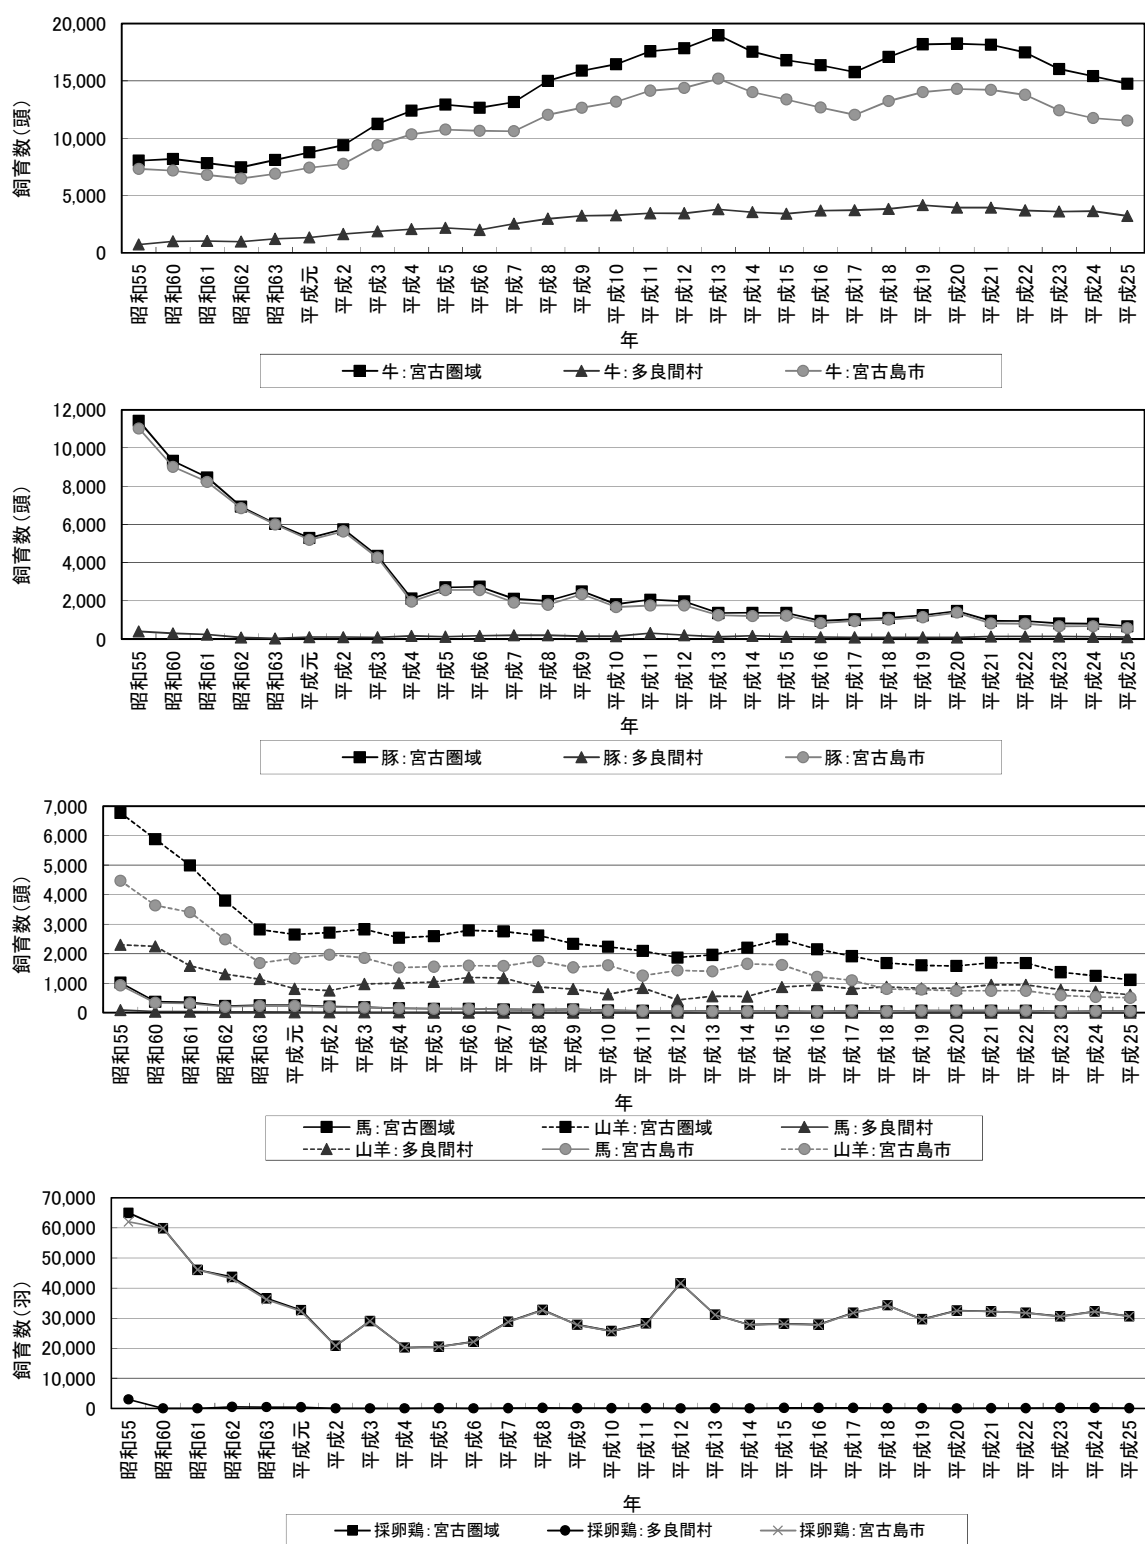 飼育数(頭)
20,000
15,000
10,000
5,000
0
昭和55 昭和60 昭和61 昭和62 昭和63 平成元 平成2 平成3 平成4 平成5 平成6 平成7 平成8 平成9 平成10 平成11 平成12 平成13 平成14 平成15 平成16 平成17 平成18 平成19 平成20 平成21 平成22 平成23 平成24 平成25
年
牛:宮古圏域 牛:多良間村 牛:宮古島市
飼育数(頭)
12,000
10,000
8,000
6,000
4,000
2,000
0
昭和55 昭和60 昭和61 昭和62 昭和63 平成元 平成2 平成3 平成4 平成5 平成6 平成7 平成8 平成9 平成10 平成11 平成12 平成13 平成14 平成15 平成16 平成17 平成18 平成19 平成20 平成21 平成22 平成23 平成24 平成25
年
豚:宮古圏域 豚:多良間村 豚:宮古島市
飼育数(頭)
7,000
6,000
5,000
4,000
3,000
2,000
1,000
0
昭和55 昭和60 昭和61 昭和62 昭和63 平成元 平成2 平成3 平成4 平成5 平成6 平成7 平成8 平成9 平成10 平成11 平成12 平成13 平成14 平成15 平成16 平成17 平成18 平成19 平成20 平成21 平成22 平成23 平成24 平成25
年
馬:宮古圏域 山羊:宮古圏域 馬:多良間村
山羊:多良間村 馬:宮古島市 山羊:宮古島市
飼育数(羽)
70,000
60,000
50,000
40,000
30,000
20,000
10,000
0
昭和55 昭和60 昭和61 昭和62 昭和63 平成元 平成2 平成3 平成4 平成5 平成6 平成7 平成8 平成9 平成10 平成11 平成12 平成13 平成14 平成15 平成16 平成17 平成18 平成19 平成20 平成21 平成22 平成23 平成24 平成25
年
採卵鶏:宮古圏域 採卵鶏:多良間村 採卵鶏:宮古島市